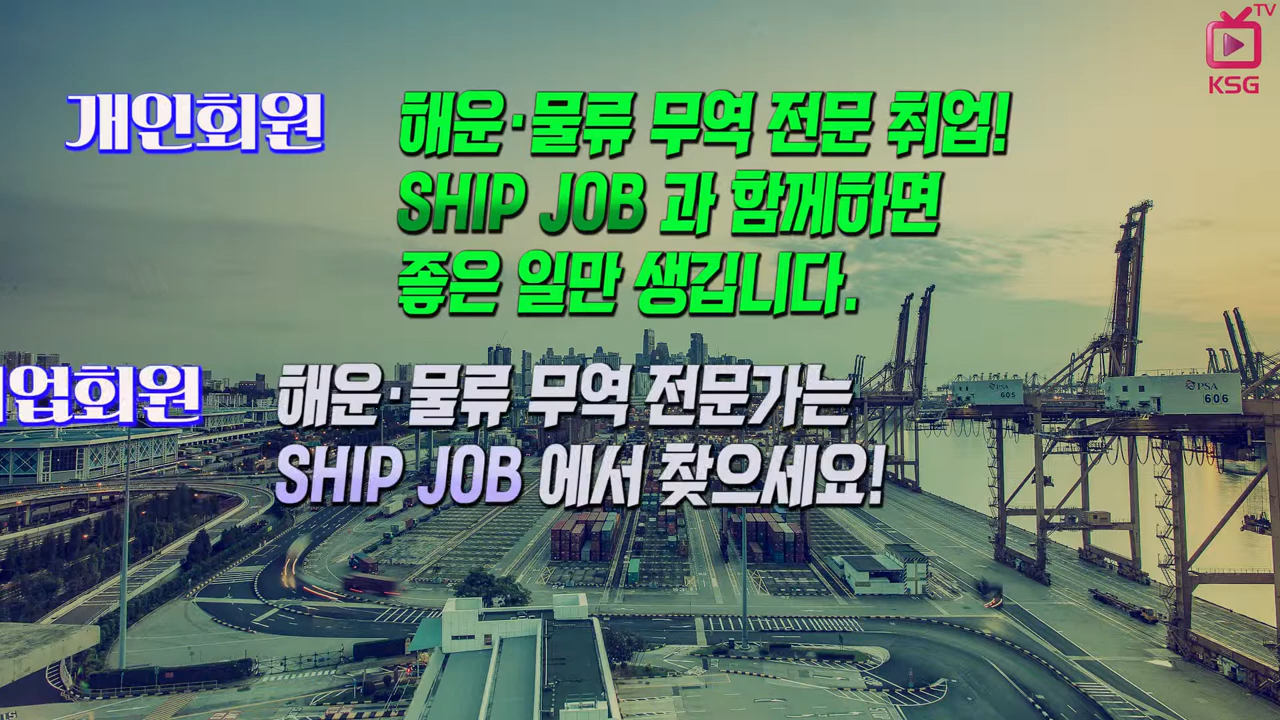 TV
KSG
개인회원
해운·물류 무역 전문 취업!
SHIP JOB 과 함께하면
좋은 일만 생깁니다.
업회원
해운·물류 무역 전문가는
SHIP JOB 에서 찾으세요!
PSA
605
PSA
606